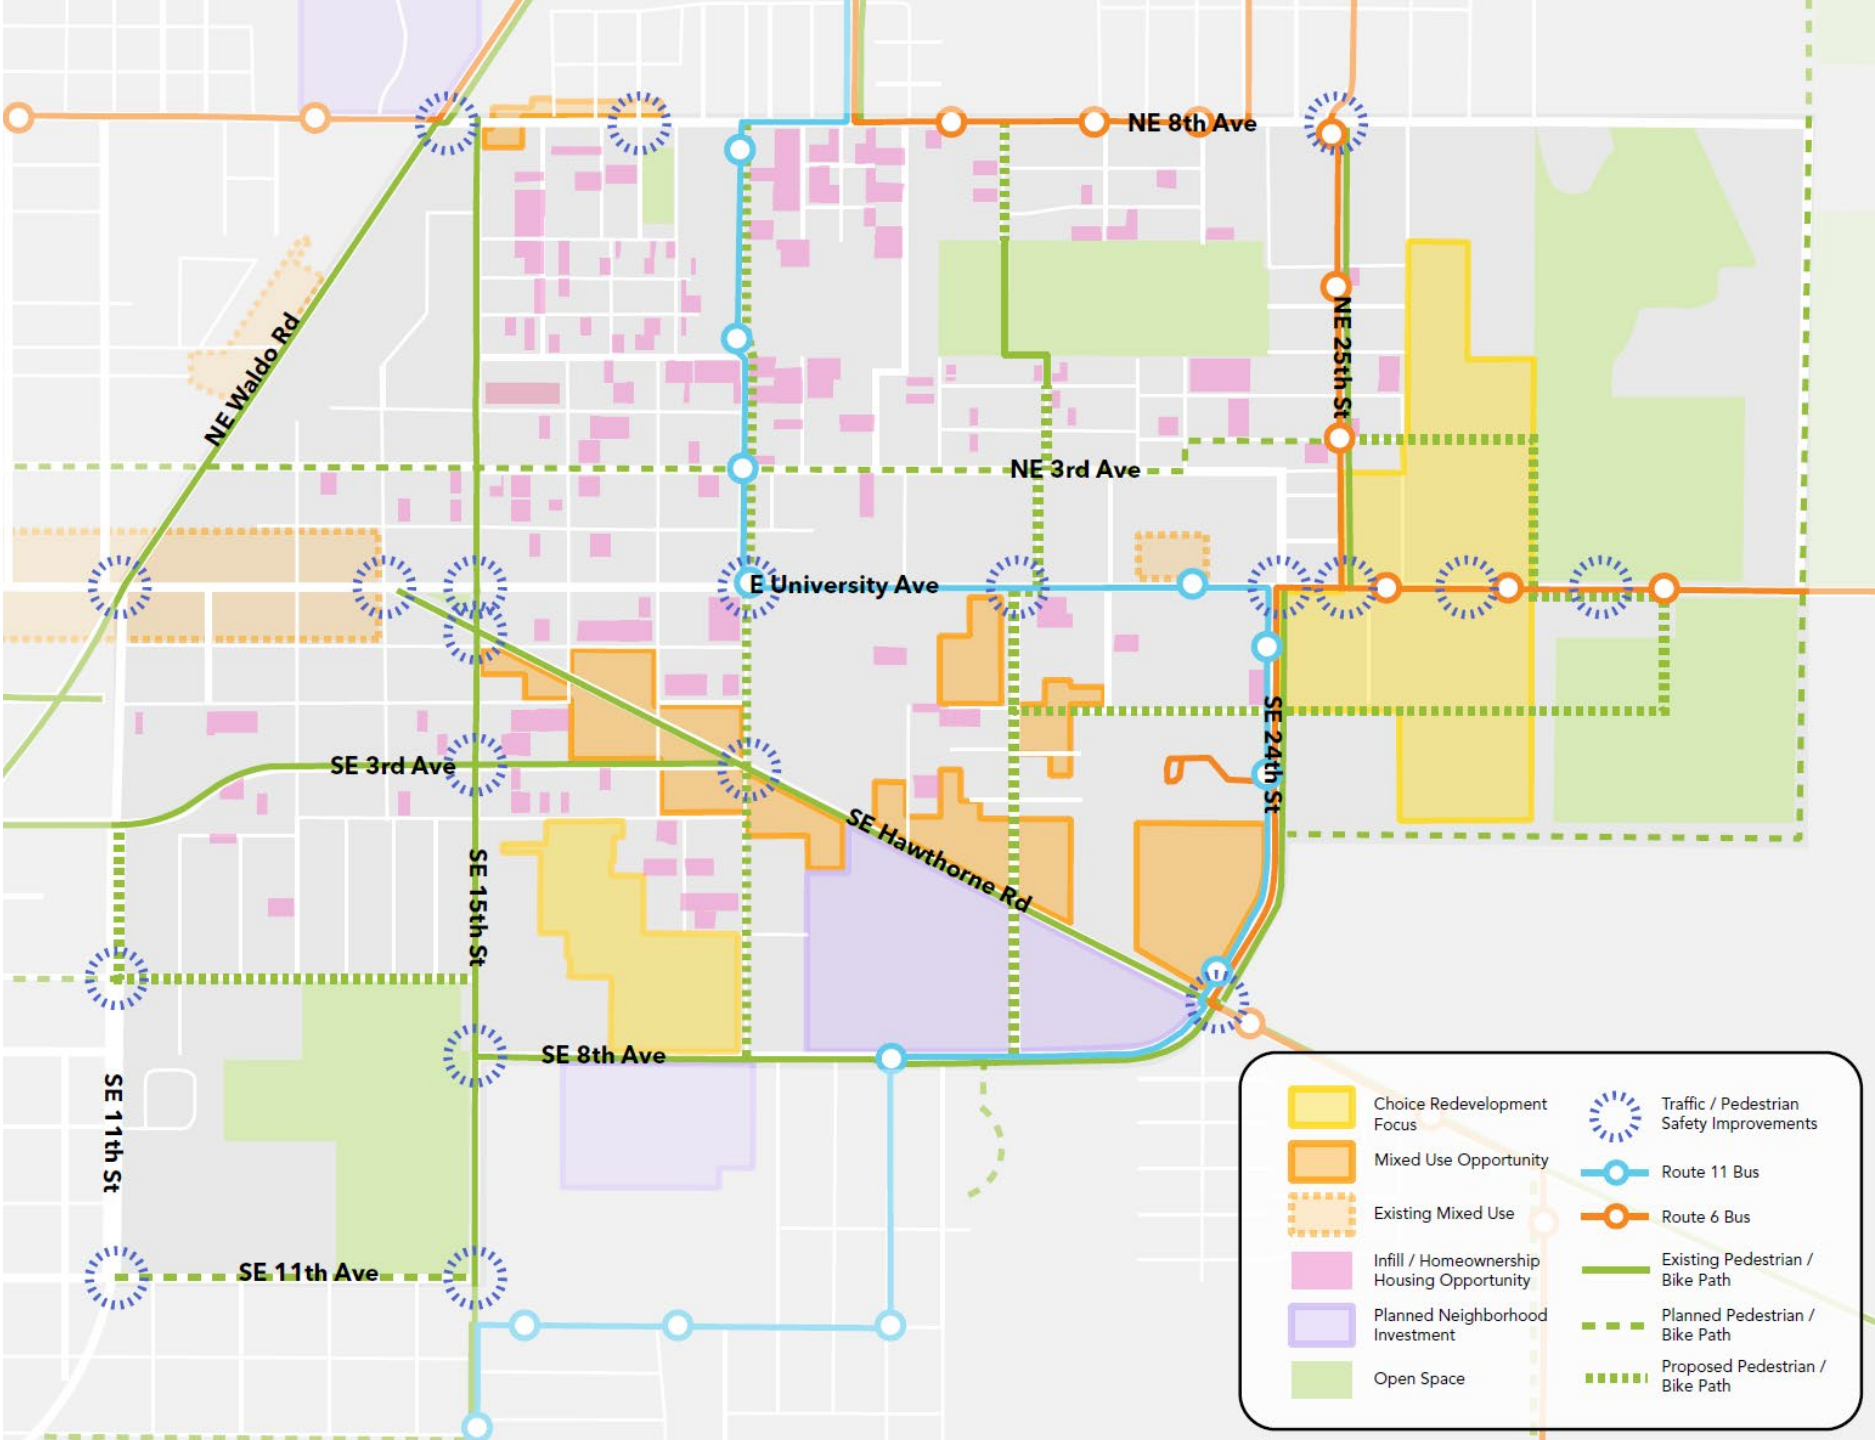 NE 8th Ave
NE Waldo Rd
NE 25th St
NE 3rd Ave
E University Ave
SE 3rd Ave
SE 24th St
SE Hawthorne Rd
SE 15th St
SE 8th Ave
SE 11th St
SE 11th Ave
Choice Redevelopment
Focus
Mixed Use Opportunity
Existing Mixed Use
Infill / Homeownership
Housing Opportunity
Planned Neighborhood
Investment
Open Space
Traffic / Pedestrian
Safety Improvements
Route 11 Bus
Route 6 Bus
Existing Pedestrian /
Bike Path
Planned Pedestrian /
Bike Path
Proposed Pedestrian /
Bike Path